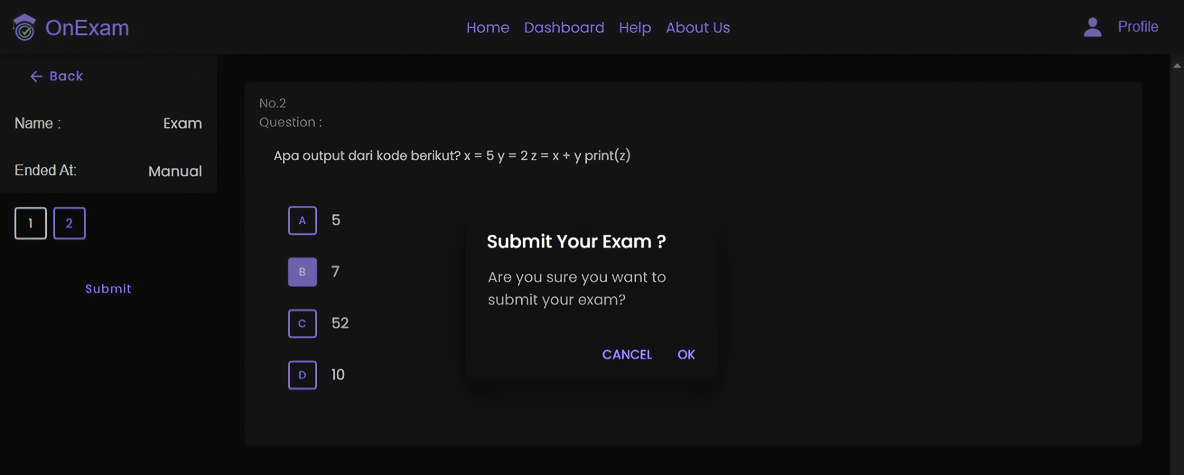 OnExam
Home Dashboard Help About Us
Profile
← Back
Name : Exam
Ended At: Manual
1 2
Submit
No.2
Question :
Apa output dari kode berikut? x = 5 y = 2 z = x + y print(z)
A 5
B 7
C 52
D 10
Submit Your Exam ?
Are you sure you want to
submit your exam?
CANCEL OK